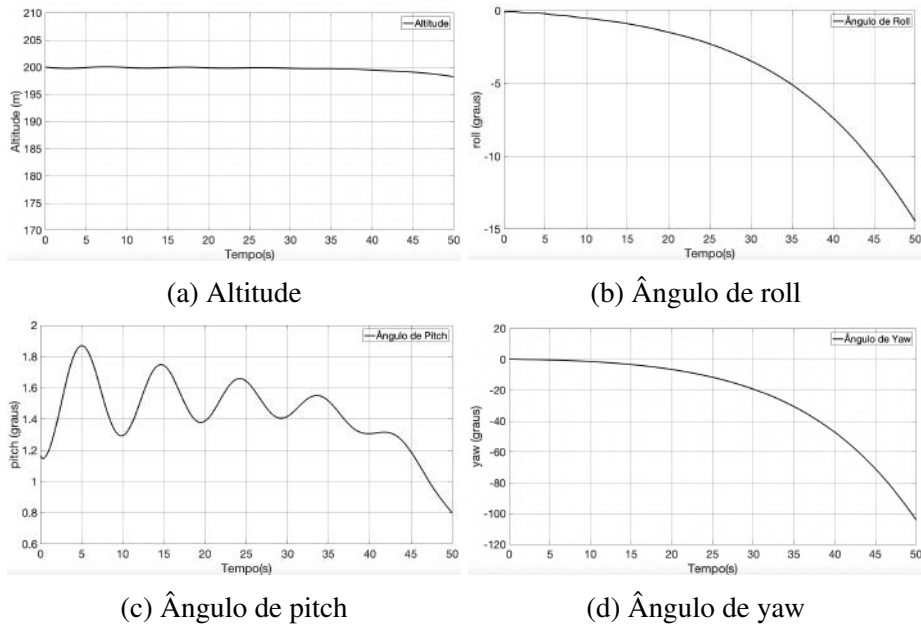 210
205
200
195
190
185
180
175
170
Altitude (m)
Altitude
0 5 10 15 20 25 30 35 40 45 50
Tempo(s)
(a) Altitude
0
-5
-10
-15
roll (graus)
Ângulo de Roll
0 5 10 15 20 25 30 35 40 45 50
Tempo(s)
(b) Ângulo de roll
2
1.8
1.6
1.4
1.2
1
0.8
0.6
pitch (graus)
Ângulo de Pitch
0 5 10 15 20 25 30 35 40 45 50
Tempo(s)
(c) Ângulo de pitch
20
0
-20
-40
-60
-80
-100
-120
yaw (graus)
Ângulo de Yaw
0 5 10 15 20 25 30 35 40 45 50
Tempo(s)
(d) Ângulo de yaw